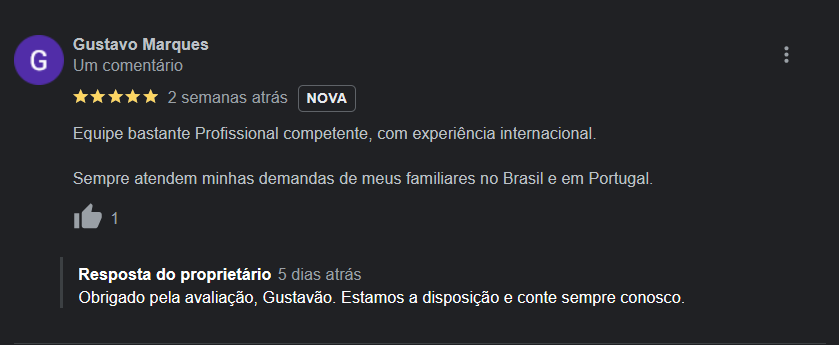 G
Gustavo Marques
Um comentário
2 semanas atrás NOVA
Equipe bastante Profissional competente, com experiência internacional.
Sempre atendem minhas demandas de meus familiares no Brasil e em Portugal.
1
Resposta do proprietário 5 dias atrás
Obrigado pela avaliação, Gustavão. Estamos a disposição e conte sempre conosco.